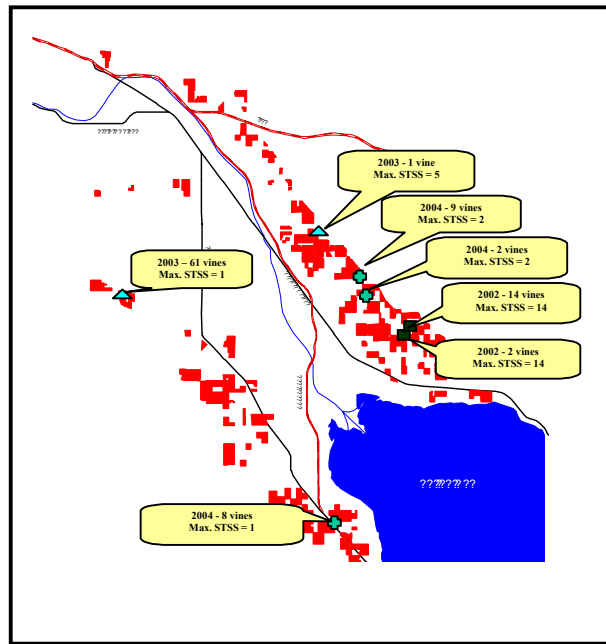 2003 - 1 vine
Max. STSS = 5
2004 - 9 vines
Max. STSS = 2
2004 - 2 vines
Max. STSS = 2
2003 – 61 vines
Max. STSS = 1
2002 - 14 vines
Max. STSS = 14
2002 - 2 vines
Max. STSS = 14
2004 - 8 vines
Max. STSS = 1